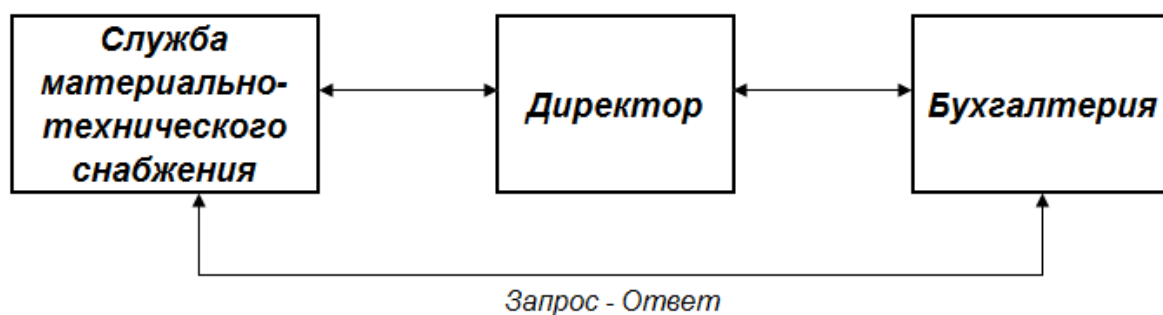 Служба
материально-
технического
снабжения
Директор
Бухгалтерия
Запрос - Ответ